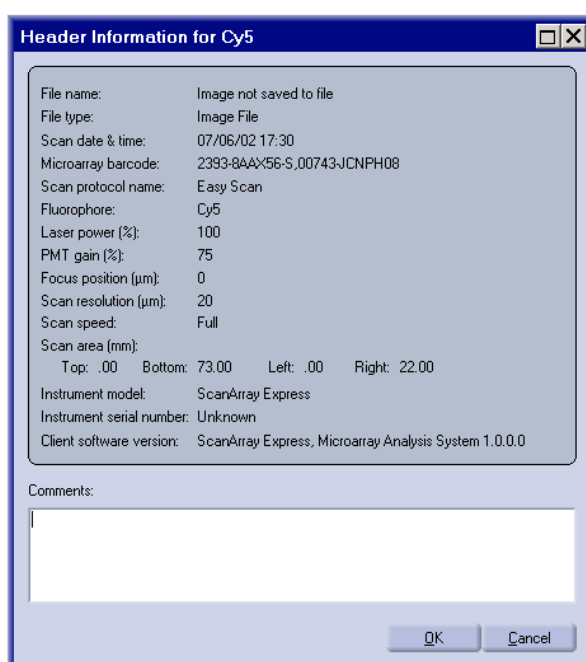 Header Information for Cy5
File name: Image not saved to file
File type: Image File
Scan date & time: 07/06/02 17:30
Microarray barcode: 2393-8AAX56-S,00743-JCNPH08
Scan protocol name: Easy Scan
Fluorophore: Cy5
Laser power (%): 100
PMT gain (%): 75
Focus position (µm): 0
Scan resolution (µm): 20
Scan speed: Full
Scan area (mm):
Top: .00 Bottom: 73.00 Left: .00 Right: 22.00
Instrument model: ScanArray Express
Instrument serial number: Unknown
Client software version: ScanArray Express, Microarray Analysis System 1.0.0.0
Comments:
OK Cancel